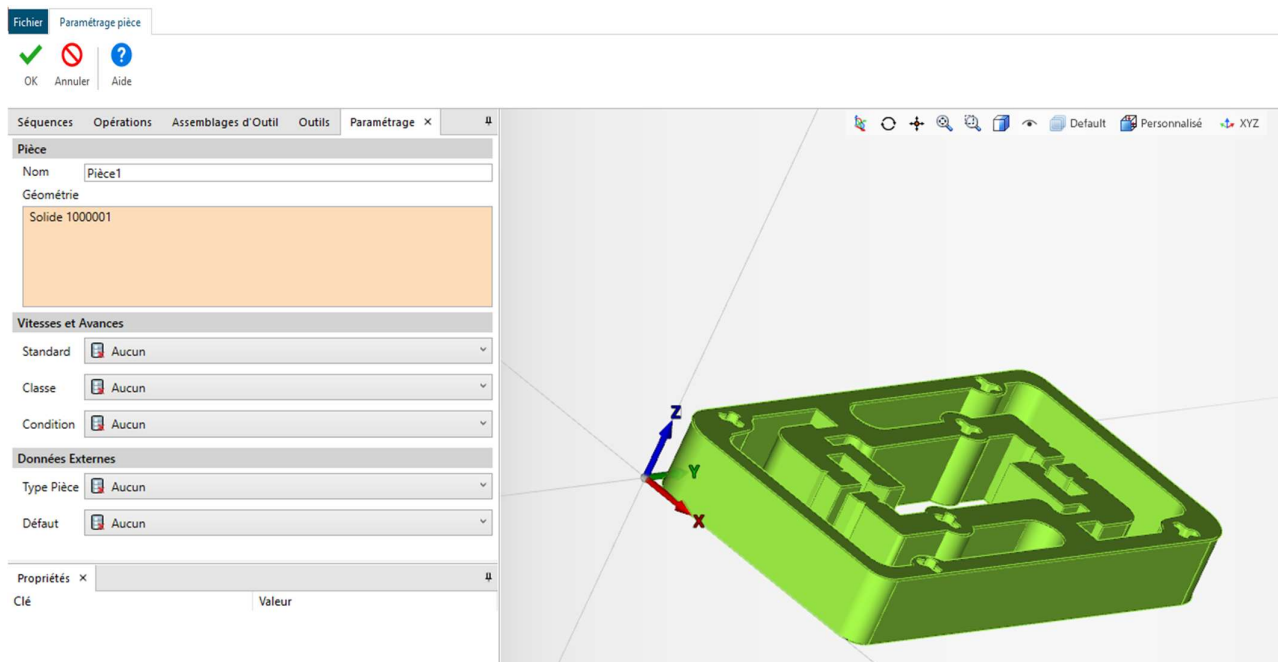 Fichier Paramétrage pièce
OK Annuler Aide
Séquences Opérations Assemblages d'Outil Outils Paramétrage
Default Personnalisé XYZ
Pièce
Nom Pièce1
Géométrie
Solide 1000001
Vitesses et Avances
Standard Aucun
Classe Aucun
Condition Aucun
Données Externes
Type Pièce Aucun
Défaut Aucun
Propriétés
Clé Valeur
Z
Y
X